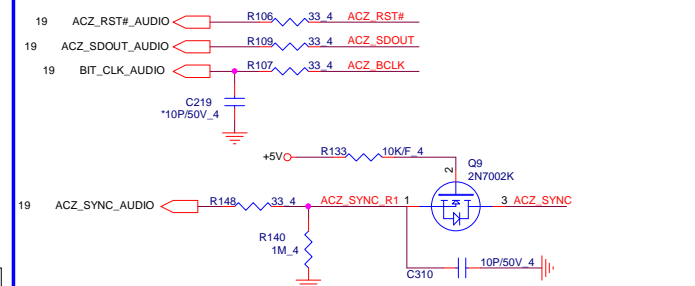 19 ACZ_RST#_AUDIO R106 33_4 ACZ_RST#
19 ACZ_SDOUT_AUDIO R109 33_4 ACZ_SDOUT
19 BIT_CLK_AUDIO R107 33_4 ACZ_BCLK
C219
*10P/50V_4
+5V R133 10K/F_4
2
Q9
2N7002K
19 ACZ_SYNC_AUDIO R148 33_4 ACZ_SYNC_R1 1 3 ACZ_SYNC
R140
1M_4
C310 10P/50V_4